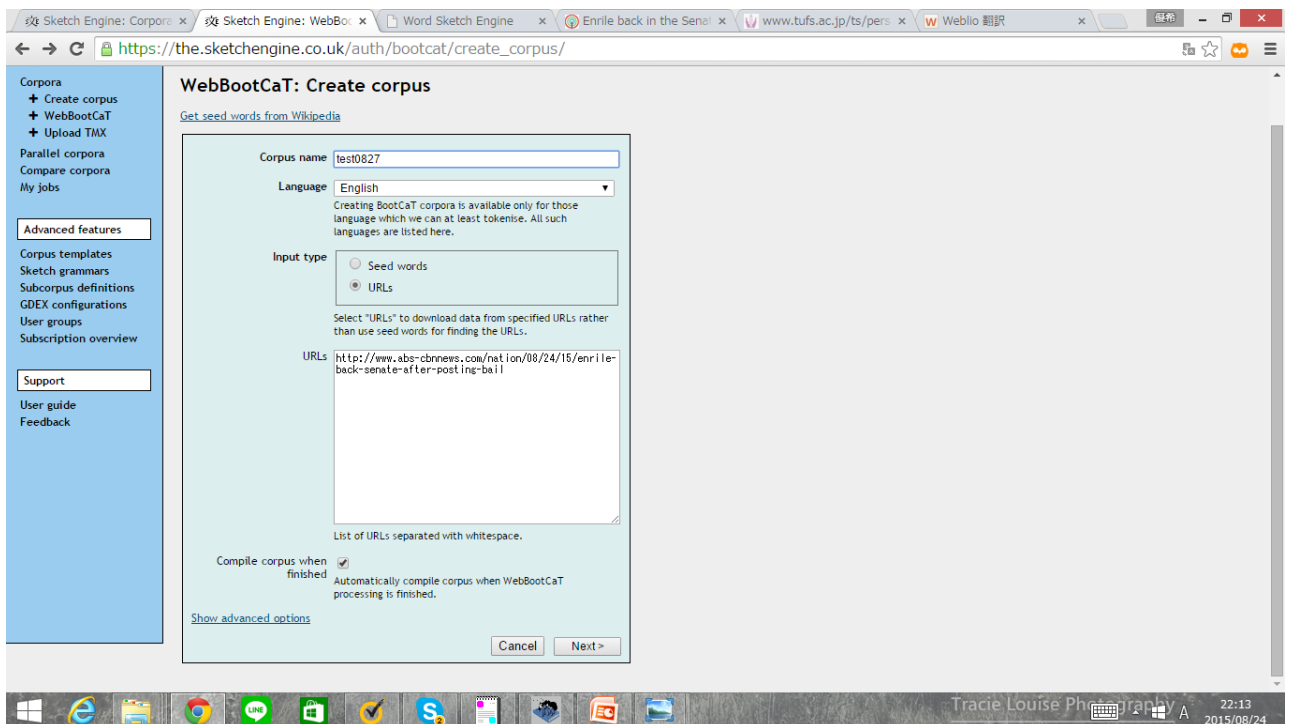 Sketch Engine: Corpora
Sketch Engine: WebBoo
Word Sketch Engine
Enrile back in the Senat
www.tufs.ac.jp/ts/pers
Weblio 翻訳
https://the.sketchengine.co.uk/auth/bootcat/create_corpus/
Corpora
+ Create corpus
+ WebBootCaT
+ Upload TMX
Parallel corpora
Compare corpora
My jobs
Advanced features
Corpus templates
Sketch grammars
Subcorpus definitions
GDEX configurations
User groups
Subscription overview
Support
User guide
Feedback
WebBootCaT: Create corpus
Get seed words from Wikipedia
Corpus name test0827
Language English
Creating BootCaT corpora is available only for those
language which we can at least tokenise. All such
languages are listed here.
Input type
Seed words
URLs
Select "URLs" to download data from specified URLs rather
than use seed words for finding the URLs.
URLs http://www.abs-cbnnews.com/nation/08/24/15/enrile-
back-senate-after-posting-bail
List of URLs separated with whitespace.
Compile corpus when
finished
Automatically compile corpus when WebBootCaT
processing is finished.
Show advanced options
Cancel Next >
LINE
Tracie Louise Photography
A
22:13
2015/08/24